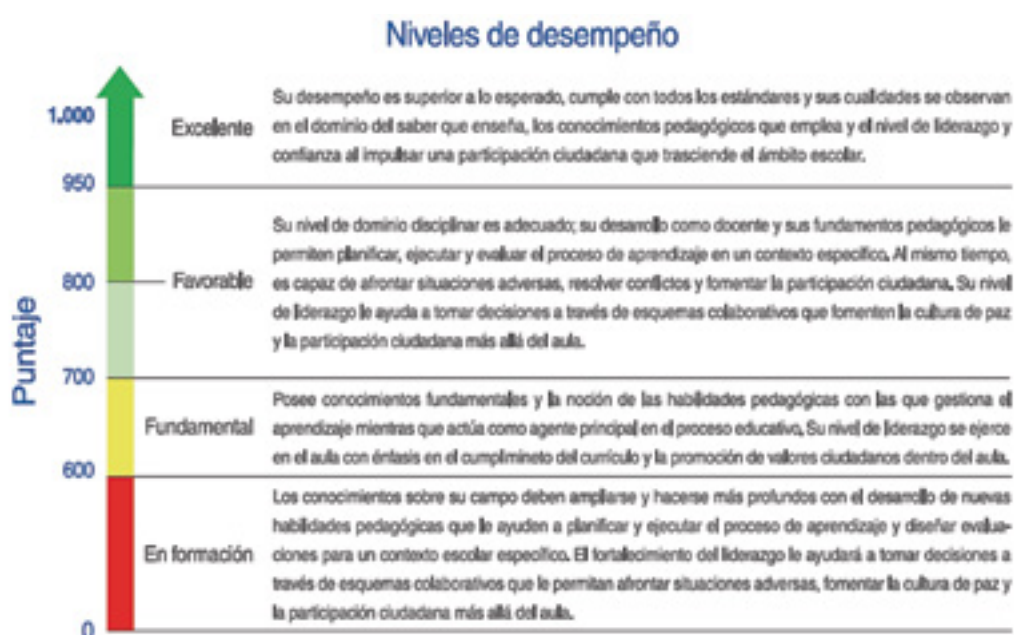 Niveles de desempeño
Puntaje
1.000
Excelente
Su desempeño es superior a lo esperado, cumple con todos los estándares y sus cualidades se observan
en el dominio del saber que enseña, los conocimientos pedagógicos que emplea y el nivel de liderazgo y
confianza al impulsar una participación ciudadana que trasciende el ámbito escolar.
950
Su nivel de dominio disciplinar es adecuado; su desarrollo como docente y sus fundamentos pedagógicos le
permiten planificar, ejecutar y evaluar el proceso de aprendizaje en un contexto específico. Al mismo tiempo,
800
Favorable
es capaz de afrontar situaciones adversas, resolver conflictos y fomentar la participación ciudadana. Su nivel
de liderazgo le ayuda a tomar decisiones a través de esquemas colaborativos que fomenten la cultura de paz
y la participación ciudadana más allá del aula.
700
Fundamental
Posee conocimientos fundamentales y la noción de las habilidades pedagógicas con las que gestiona el
aprendizaje mientras que actúa como agente principal en el proceso educativo. Su nivel de liderazgo se ejerce
en el aula con énfasis en el cumplimineto del currículo y la promoción de valores ciudadanos dentro del aula.
600
En formación
Los conocimientos sobre su campo deben ampliarse y hacerse más profundos con el desarrollo de nuevas
habilidades pedagógicas que le ayuden a planificar y ejecutar el proceso de aprendizaje y diseñar evalua-
ciones para un contexto escolar específico. El fortalecimiento del liderazgo le ayudará a tomar decisiones a
través de esquemas colaborativos que le permitan afrontar situaciones adversas, fomentar la cultura de paz y
la participación ciudadana más allá del aula.
0